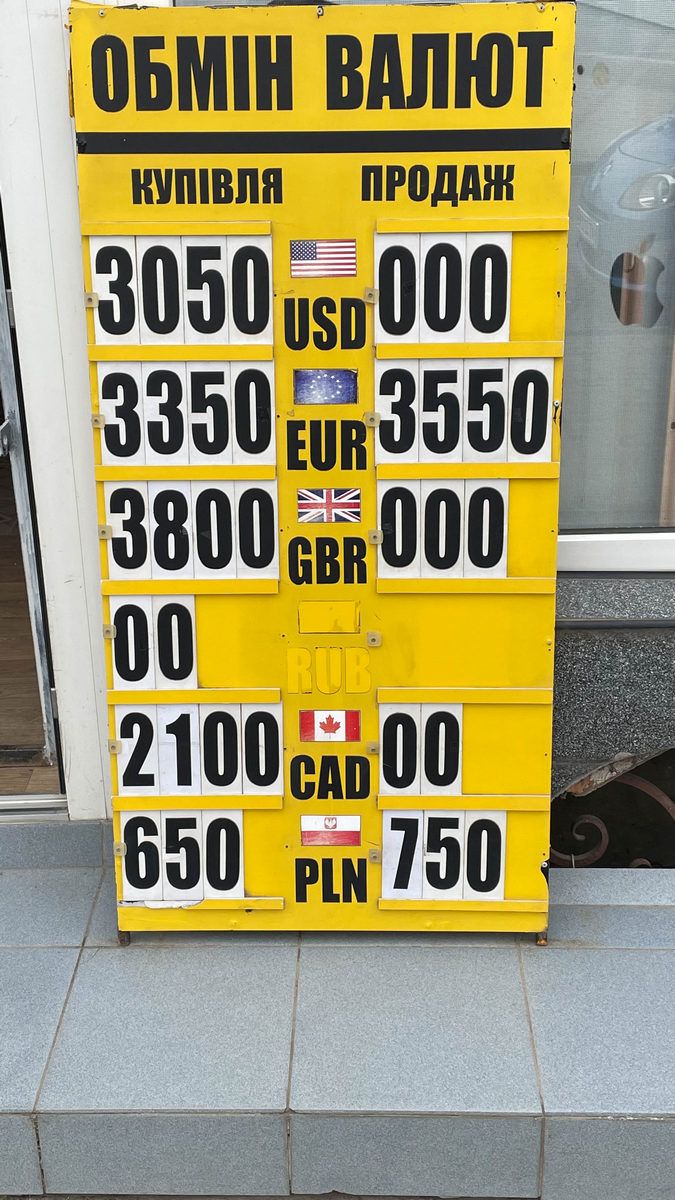 ОБМІН ВАЛЮТ
КУПІВЛЯ ПРОДАЖ
3050 USD 000
3350 EUR 3550
3800 GBR 000
00 RUB
2100 CAD 00
650 PLN 750